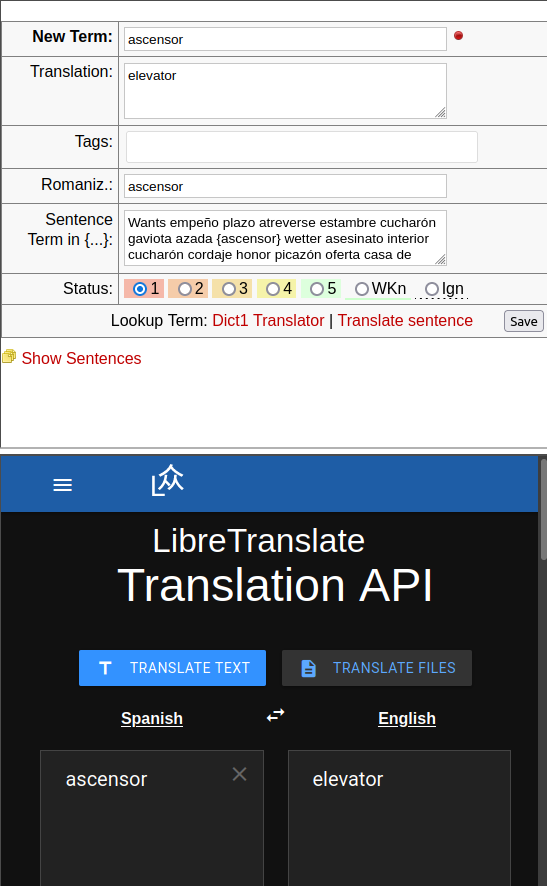 New Term: ascensor
Translation: elevator
Tags:
Romaniz.: ascensor
Sentence
Term in {...}:
Wants empeño plazo atreverse estambre cucharón
gaviota azada {ascensor} wetter asesinato interior
cucharón cordaje honor picazón oferta casa de
Status: 1 2 3 4 5 WKn Ign
Lookup Term: Dict1 Translator | Translate sentence Save
Show Sentences
L众
LibreTranslate
Translation API
TRANSLATE TEXT TRANSLATE FILES
Spanish English
ascensor elevator